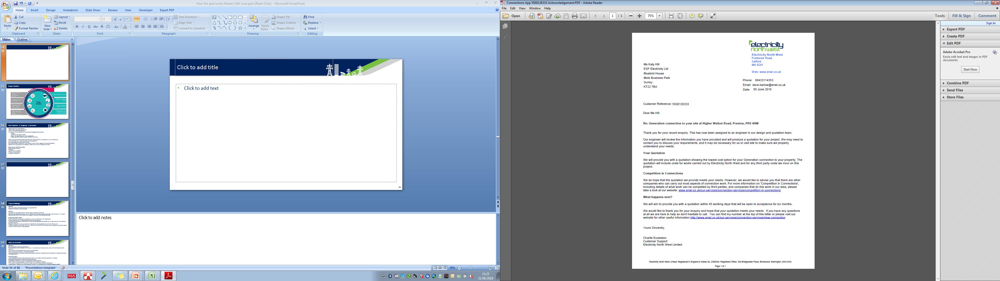 How the grid works Master 13th June.pptx [Read-Only] - Microsoft PowerPoint
Home Insert Design Animations Slide Show Review View Developer Expert PDF
Paste Cut Copy Format Painter Clipboard
New Slide Layout Reset Delete Slides
22 Font
Text Direction Align Text Convert to SmartArt Paragraph
Arrange Quick Styles Shape Fill Shape Outline Shape Effects Drawing
Find Replace Select Editing
Slides Outline
54
55
Energy Solutions
Energy Solutions
56
Work Required in Designing a Connection
57
58
Typical Challenges
59
What can be done?
Click to add title
Click to add text
54
Click to add notes
Slide 54 of 86 "Presentation template" 70%
RSA
15:25
21/06/2018
Connections App 5500126333 Acknowledgement.PDF - Adobe Reader
File Edit View Window Help
Open 1 / 1 75% Tools Fill & Sign Comment
Sign In
Export PDF
Create PDF
Edit PDF
Adobe Acrobat Pro
Easily edit text and images in PDF
documents
Start Now
Combine PDF
Send Files
Store Files
electricity
northwest
Electricity North West
Frederick Road
Salford
M6 6QH
Web: www.enwl.co.uk
Ms Katy Hill
ESP Electricity Ltd
Bluebird House
Mole Business Park
Surrey
KT22 7BA
Phone: 08433114353
Email: dave.barlow@enwl.co.uk
Date: 05 June 2018
Customer Reference: 5500126333
Dear Ms Hill
Re: Generation connection to your site at Higher Walton Road, Preston, PR5 4HW
Thank you for your recent enquiry. This has now been assigned to an engineer in our design and quotation team.
Our engineer will review the information you have provided and will produce a quotation for your project. We may need to
contact you to discuss your requirements, and it may be necessary for us to visit site to make sure we properly
understand your needs.
Your Quotation
We will provide you with a quotation showing the lowest cost option for your Generation connection to your property. The
quotation will include costs for works carried out by Electricity North West and for any third party costs we incur on this
project.
Competition in Connections
We do hope that the quotation we provide meets your needs. However, we would like to advise you that there are other
companies who can carry out most aspects of connection work. For more information on 'Competition in Connections',
including details of what work can be completed by third parties, and companies that do this work in our area, please
take a look at our website: www.enwl.co.uk/our-services/connection-services/competition-in-connections
What happens next?
We will aim to provide you with a quotation within 45 working days that will be open to acceptance for six months.
We would like to thank you for your enquiry and hope that your quotation meets your needs. If you have any questions
at all we are here to help so don't hesitate to call. You can find my number at the top of this letter or please visit our
website for other useful information http://www.enwl.co.uk/our-services/connection-services/new-connection
Yours Sincerely,
Charlie Eccleston
Customer Support
Electricity North West Limited
Electricity North West Limited, Registered in England & Wales No. 2366949, Registered Office: 304 Bridgewater Place, Birchwood, Warrington, WA3 6XG
Page 1 of 1